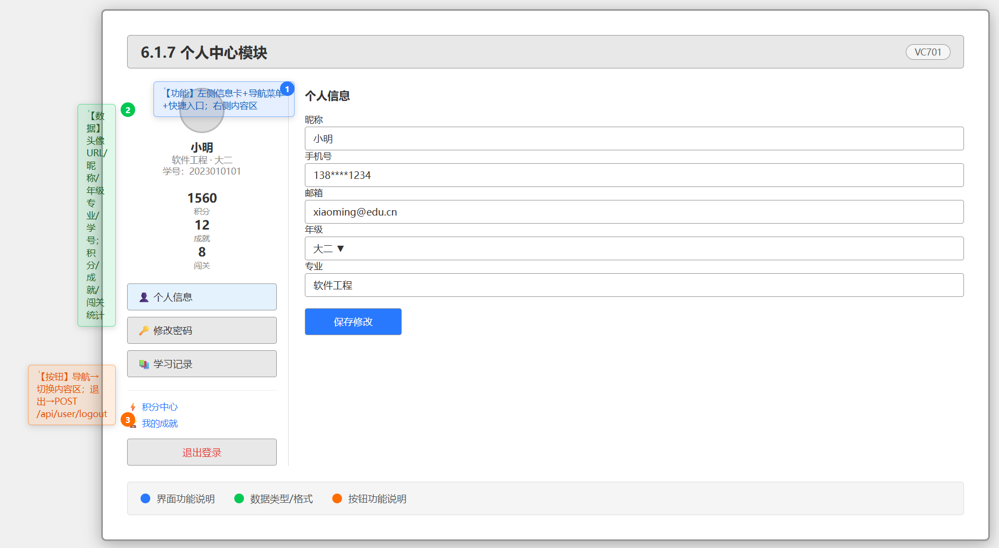 6.1.7 个人中心模块
VC701
【功能】左侧信息卡+导航菜单
+快捷入口；右侧内容区
1
2
【数
据】
头像
URL/
昵
称/
年级
专
业/
学
号；
积
分/
成
就/
闯关
统计
小明
软件工程 · 大二
学号：2023010101
1560
积分
12
成就
8
闯关
👤 个人信息
🔑 修改密码
📚 学习记录
【按钮】导航→
切换内容区；退
出→POST
/api/user/logout
3
⚡ 积分中心
我的成就
退出登录
个人信息
昵称
小明
手机号
138****1234
邮箱
xiaoming@edu.cn
年级
大二 ▼
专业
软件工程
保存修改
界面功能说明
数据类型/格式
按钮功能说明